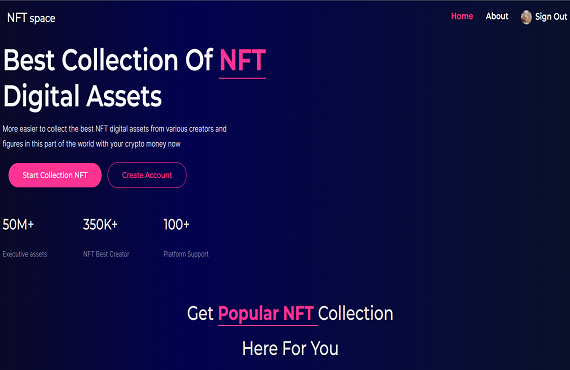 NFT space
Home About Sign Out
Best Collection Of NFT
Digital Assets
More easier to collect the best NFT digital assets from various creators and
figures in this part of the world with your crypto money now
Start Collection NFT Create Account
50M+ 350K+ 100+
Executive assets NFT Best Creator Platform Support
Get Popular NFT Collection
Here For You